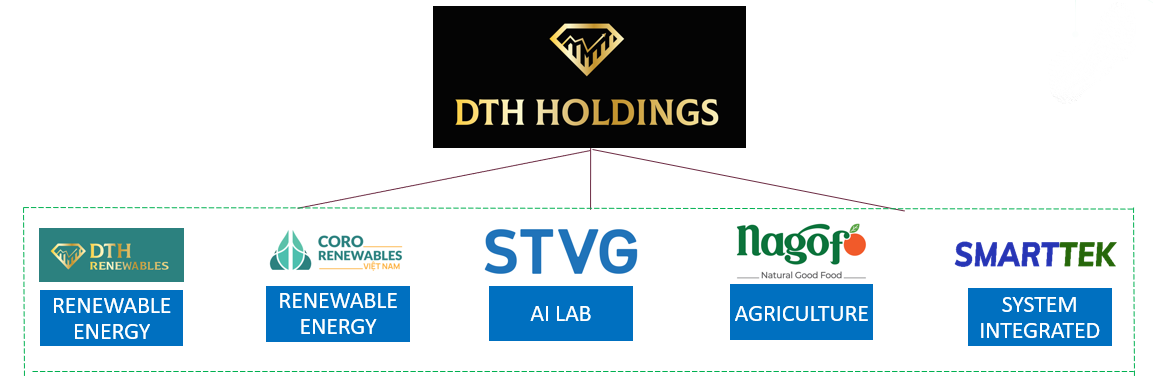 DTH HOLDINGS
DTH
RENEWABLES
RENEWABLE
ENERGY
CORO
RENEWABLES
VIỆT NAM
RENEWABLE
ENERGY
STVG
AI LAB
Nagofo
Natural Good Food
AGRICULTURE
SMARTTEK
SYSTEM
INTEGRATED